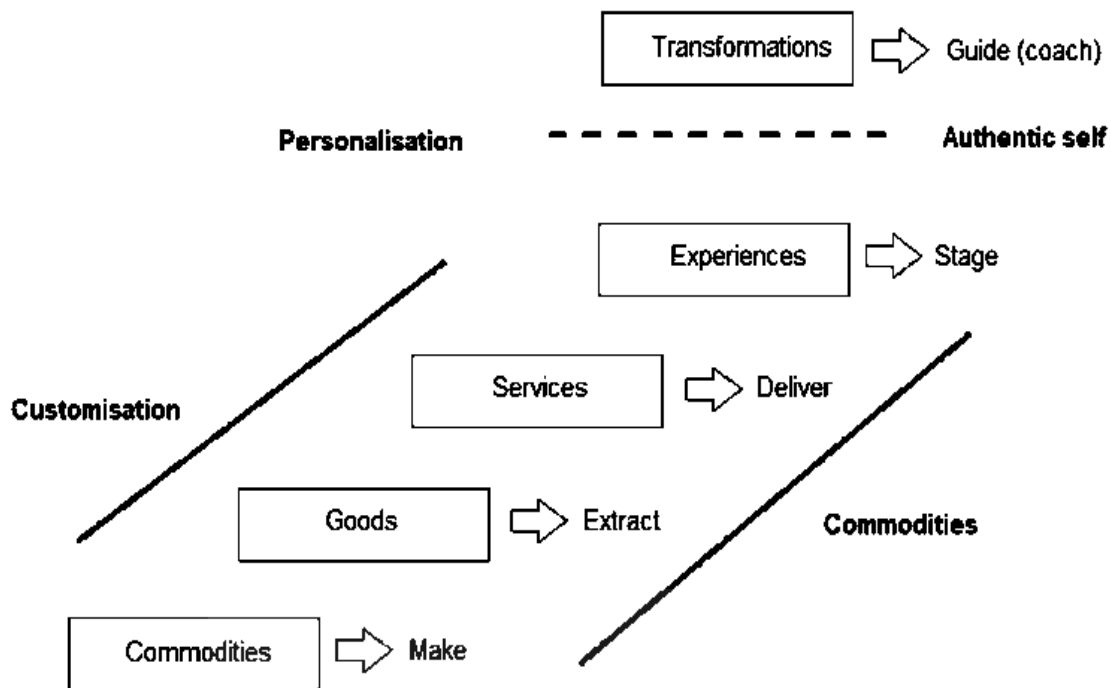 Transformations
Guide (coach)
Personalisation
Authentic self
Experiences
Stage
Services
Deliver
Customisation
Goods
Extract
Commodities
Commodities
Make